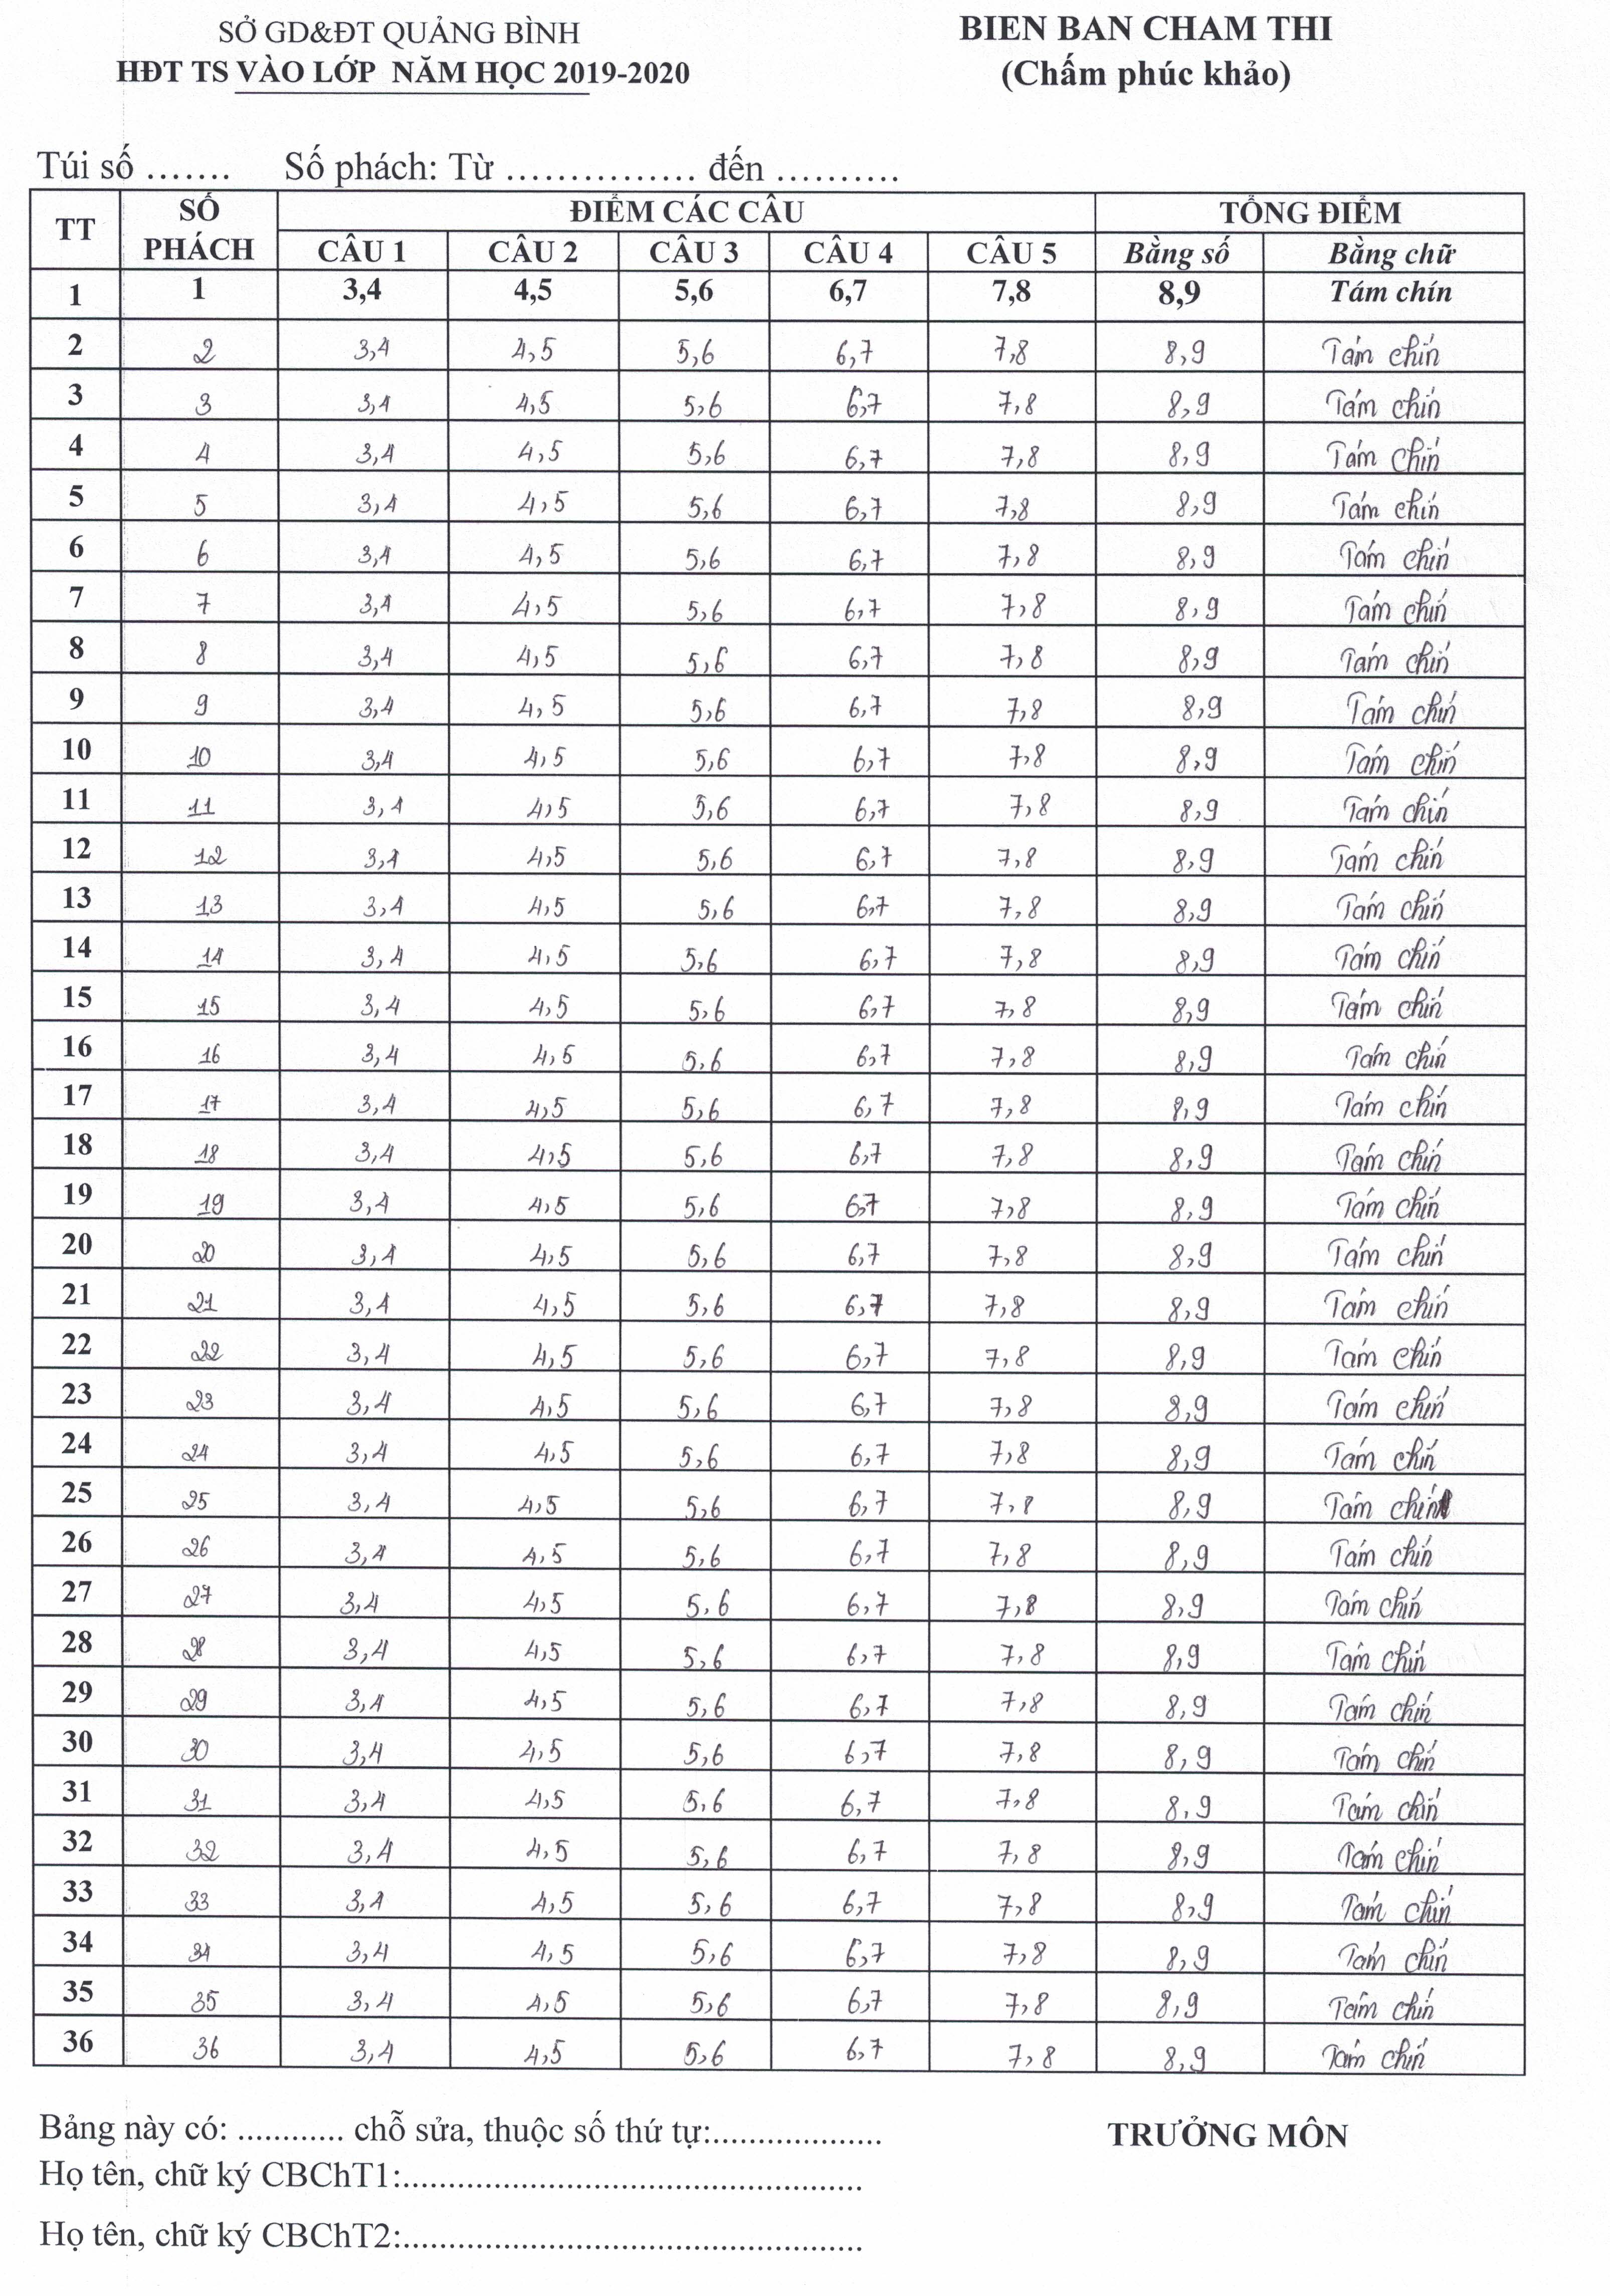 SỞ GD&ĐT QUẢNG BÌNH
HĐT TS VÀO LỚP NĂM HỌC 2019-2020
BIEN BAN CHAM THI
(Chấm phúc khảo)
Túi số ....... Số phách: Từ ............... đến ..........
TT SỐ PHÁCH ĐIỂM CÁC CÂU TỔNG ĐIỂM
CÂU 1 CÂU 2 CÂU 3 CÂU 4 CÂU 5 Bằng số Bằng chữ
1 1 3,4 4,5 5,6 6,7 7,8 8,9 Tám chín
2 2 3,4 4,5 5,6 6,7 7,8 8,9 Tám chín
3 3 3,4 4,5 5,6 6,7 7,8 8,9 Tám chín
4 4 3,4 4,5 5,6 6,7 7,8 8,9 Tám chín
5 5 3,4 4,5 5,6 6,7 7,8 8,9 Tám chín
6 6 3,4 4,5 5,6 6,7 7,8 8,9 Tám chín
7 7 3,4 4,5 5,6 6,7 7,8 8,9 Tám chín
8 8 3,4 4,5 5,6 6,7 7,8 8,9 Tám chín
9 9 3,4 4,5 5,6 6,7 7,8 8,9 Tám chín
10 10 3,4 4,5 5,6 6,7 7,8 8,9 Tám chín
11 11 3,4 4,5 5,6 6,7 7,8 8,9 Tám chín
12 12 3,4 4,5 5,6 6,7 7,8 8,9 Tám chín
13 13 3,4 4,5 5,6 6,7 7,8 8,9 Tám chín
14 14 3,4 4,5 5,6 6,7 7,8 8,9 Tám chín
15 15 3,4 4,5 5,6 6,7 7,8 8,9 Tám chín
16 16 3,4 4,5 5,6 6,7 7,8 8,9 Tám chín
17 17 3,4 4,5 5,6 6,7 7,8 8,9 Tám chín
18 18 3,4 4,5 5,6 6,7 7,8 8,9 Tám chín
19 19 3,4 4,5 5,6 6,7 7,8 8,9 Tám chín
20 20 3,4 4,5 5,6 6,7 7,8 8,9 Tám chín
21 21 3,4 4,5 5,6 6,7 7,8 8,9 Tám chín
22 22 3,4 4,5 5,6 6,7 7,8 8,9 Tám chín
23 23 3,4 4,5 5,6 6,7 7,8 8,9 Tám chín
24 24 3,4 4,5 5,6 6,7 7,8 8,9 Tám chín
25 25 3,4 4,5 5,6 6,7 7,8 8,9 Tám chín
26 26 3,4 4,5 5,6 6,7 7,8 8,9 Tám chín
27 27 3,4 4,5 5,6 6,7 7,8 8,9 Tám chín
28 28 3,4 4,5 5,6 6,7 7,8 8,9 Tám chín
29 29 3,4 4,5 5,6 6,7 7,8 8,9 Tám chín
30 30 3,4 4,5 5,6 6,7 7,8 8,9 Tám chín
31 31 3,4 4,5 5,6 6,7 7,8 8,9 Tám chín
32 32 3,4 4,5 5,6 6,7 7,8 8,9 Tám chín
33 33 3,4 4,5 5,6 6,7 7,8 8,9 Tám chín
34 34 3,4 4,5 5,6 6,7 7,8 8,9 Tám chín
35 35 3,4 4,5 5,6 6,7 7,8 8,9 Tám chín
36 36 3,4 4,5 5,6 6,7 7,8 8,9 Tám chín
Bảng này có: ............ chỗ sửa, thuộc số thứ tự:................... TRƯỞNG MÔN
Họ tên, chữ ký CBChT1:....................................................
Họ tên, chữ ký CBChT2:....................................................